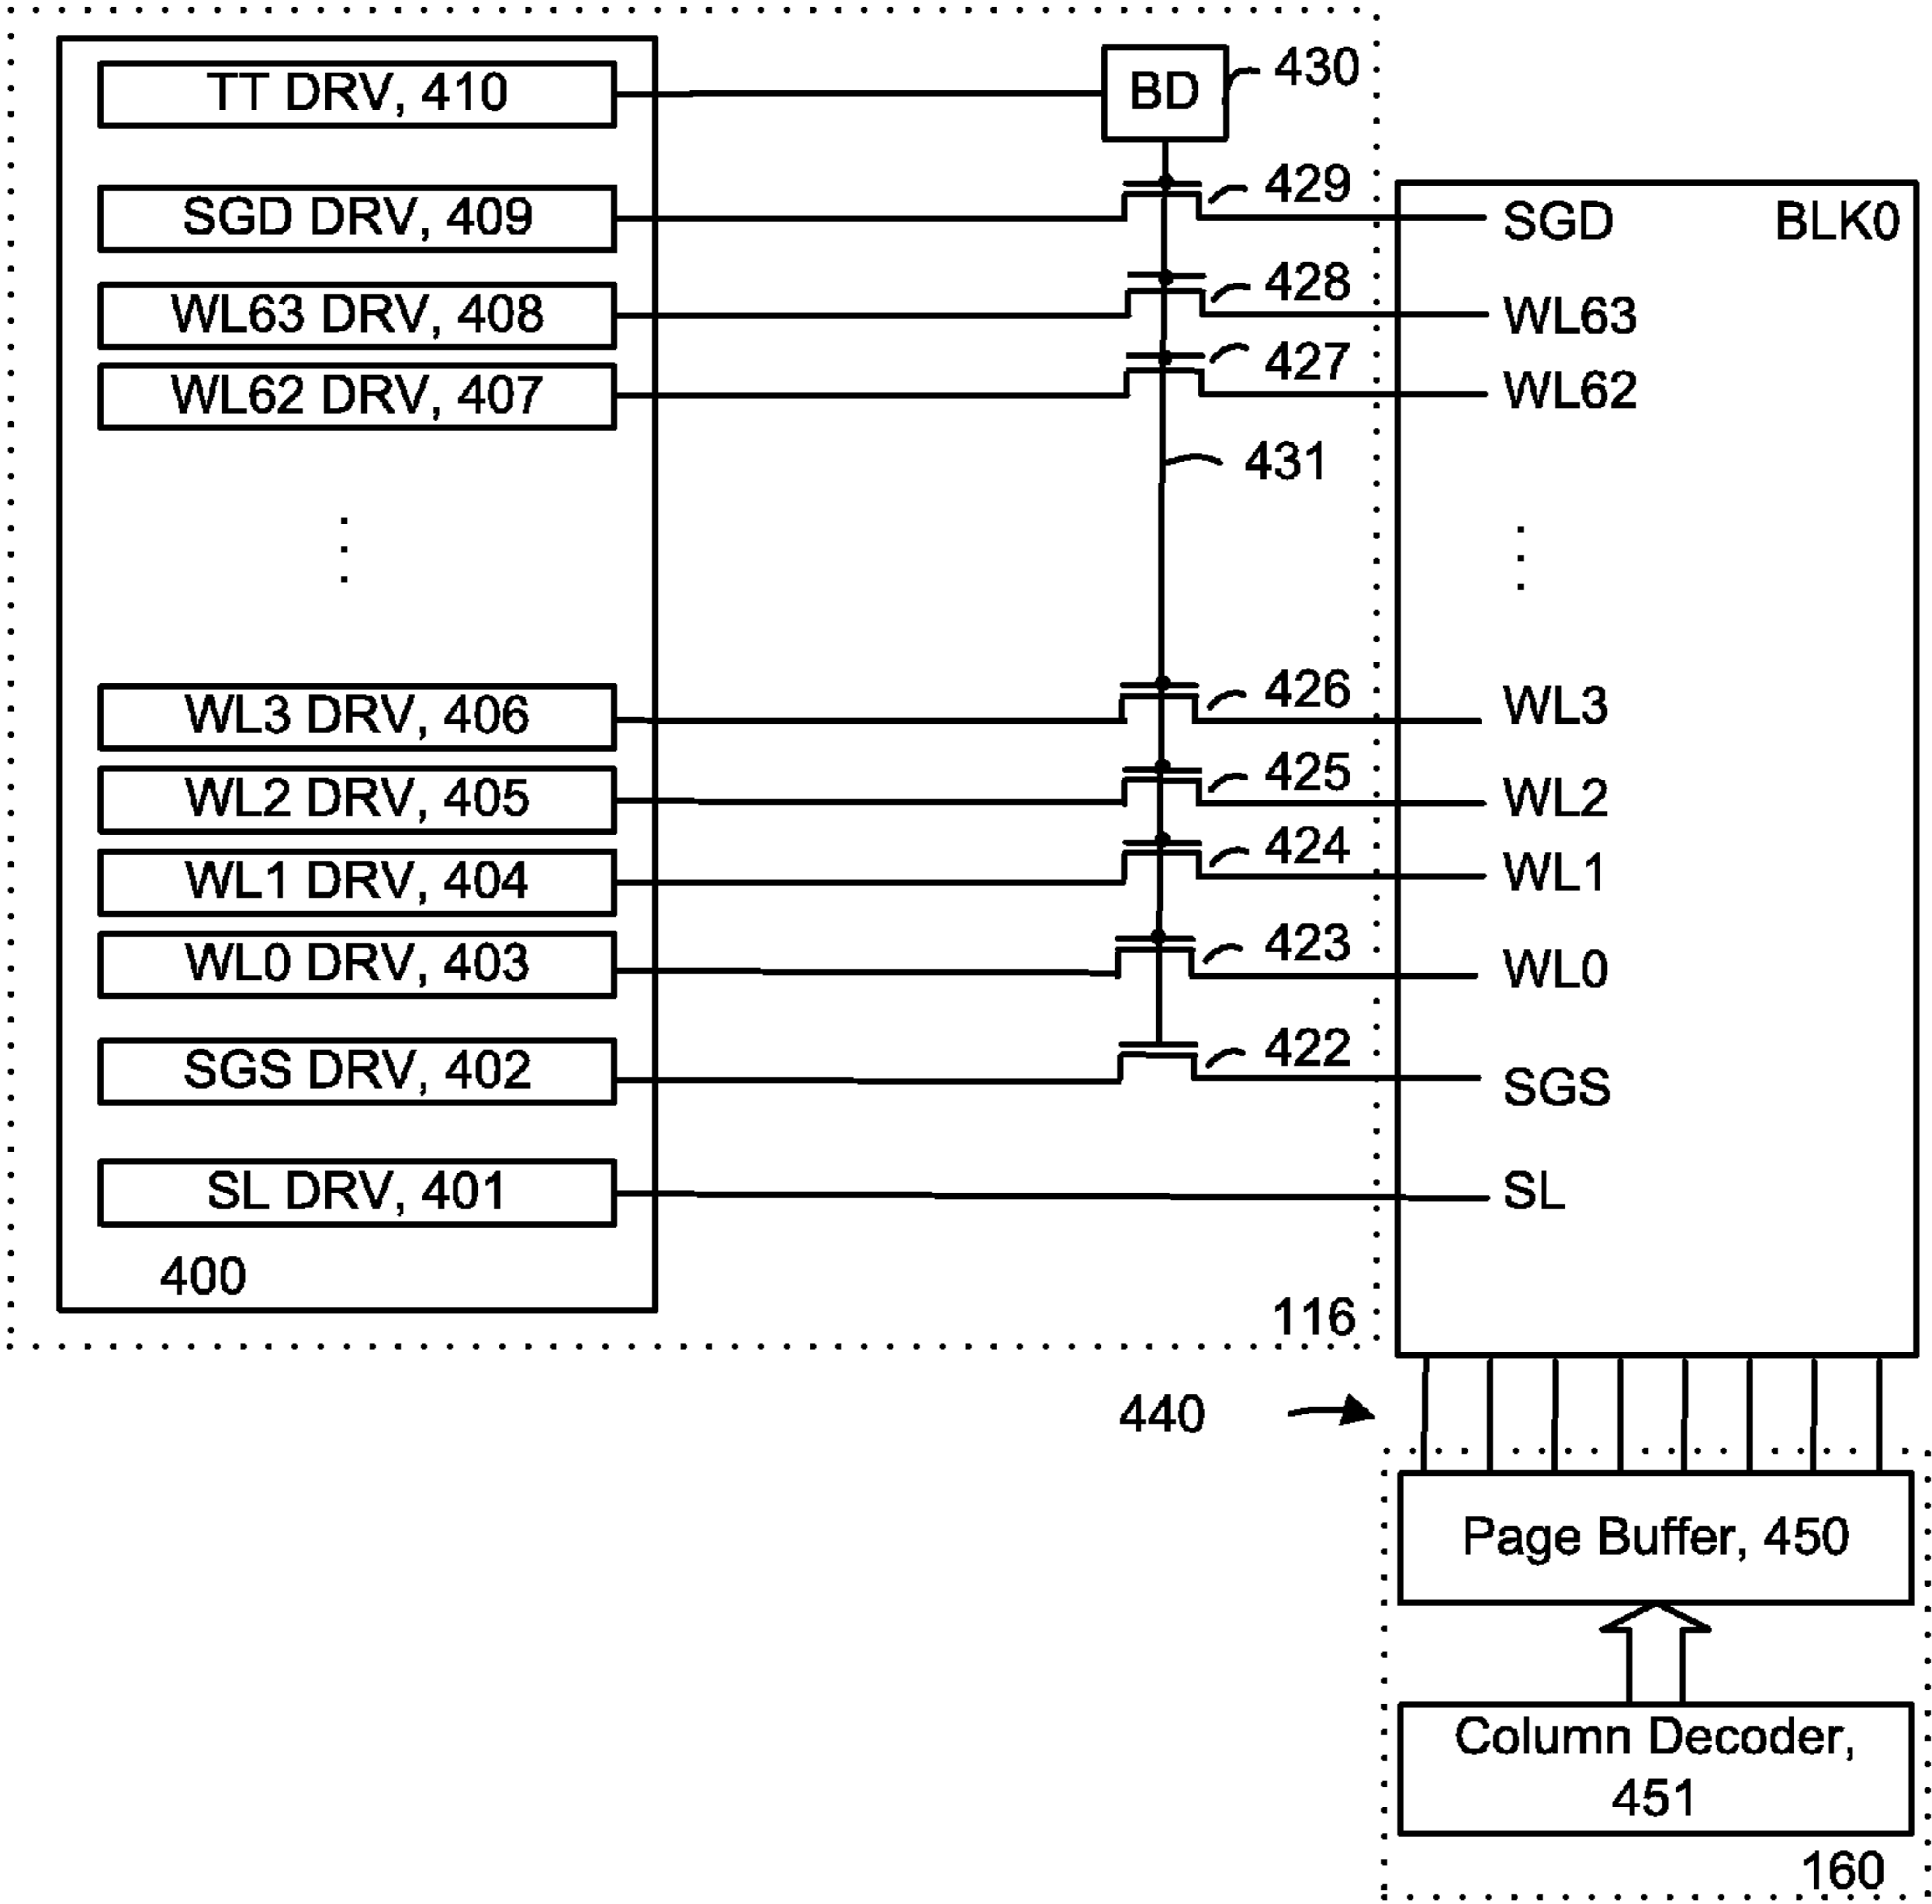 TT DRV, 410
BD
430
SGD DRV, 409
429
SGD
BLK0
WL63 DRV, 408
428
WL63
WL62 DRV, 407
427
WL62
431
WL3 DRV, 406
426
WL3
WL2 DRV, 405
425
WL2
WL1 DRV, 404
424
WL1
WL0 DRV, 403
423
WL0
SGS DRV, 402
422
SGS
SL DRV, 401
SL
400
116
440
Page Buffer, 450
Column Decoder,
451
160